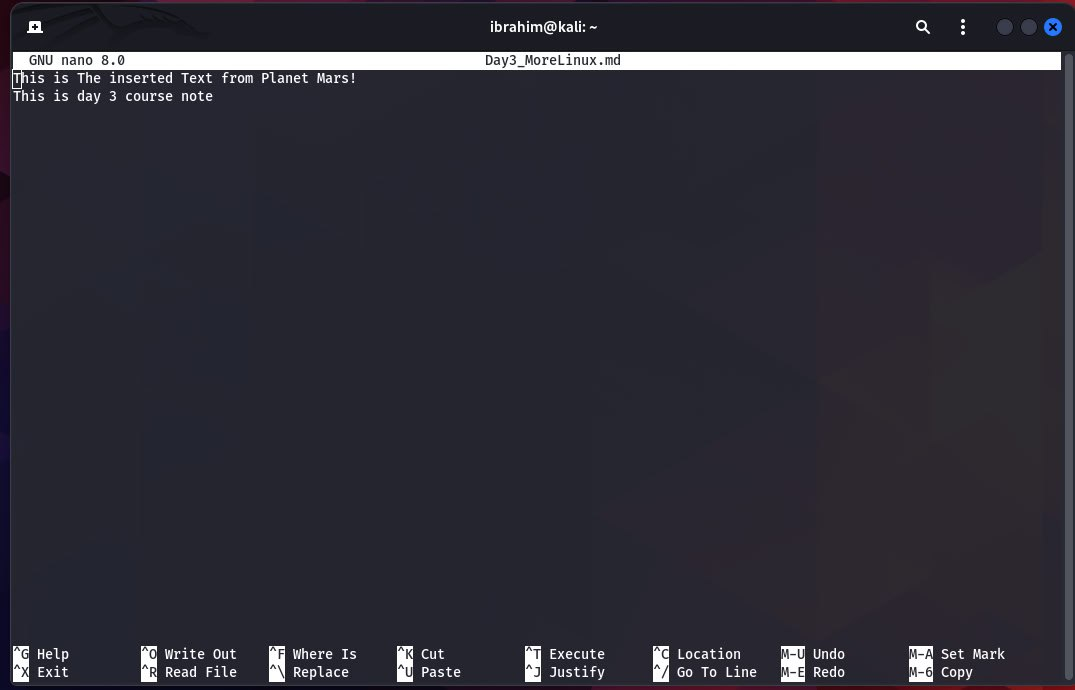 ibrahim@kali: ~
GNU nano 8.0 Day3_MoreLinux.md
This is The inserted Text from Planet Mars!
This is day 3 course note
^G Help ^O Write Out ^F Where Is ^K Cut ^T Execute ^C Location M-U Undo M-A Set Mark
^X Exit ^R Read File ^\ Replace ^U Paste ^J Justify ^/ Go To Line M-E Redo M-6 Copy